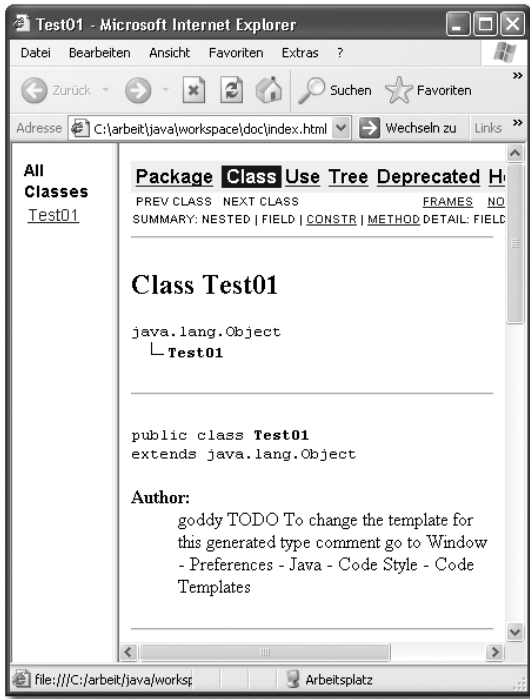 Test01 - Microsoft Internet Explorer
Datei Bearbeiten Ansicht Favoriten Extras ?
Zurück Suchen Favoriten »
Adresse C:\arbeit\java\workspace\doc\index.html Wechseln zu Links »
All
Classes
Test01
Package Class Use Tree Deprecated
PREV CLASS NEXT CLASS FRAMES NO
SUMMARY: NESTED | FIELD | CONSTR | METHOD DETAIL: FIELD
Class Test01
java.lang.Object
Test01
public class Test01
extends java.lang.Object
Author:
goddy TODO To change the template for
this generated type comment go to Window
- Preferences - Java - Code Style - Code
Templates
file:///C:/arbeit/java/worksp Arbeitsplatz